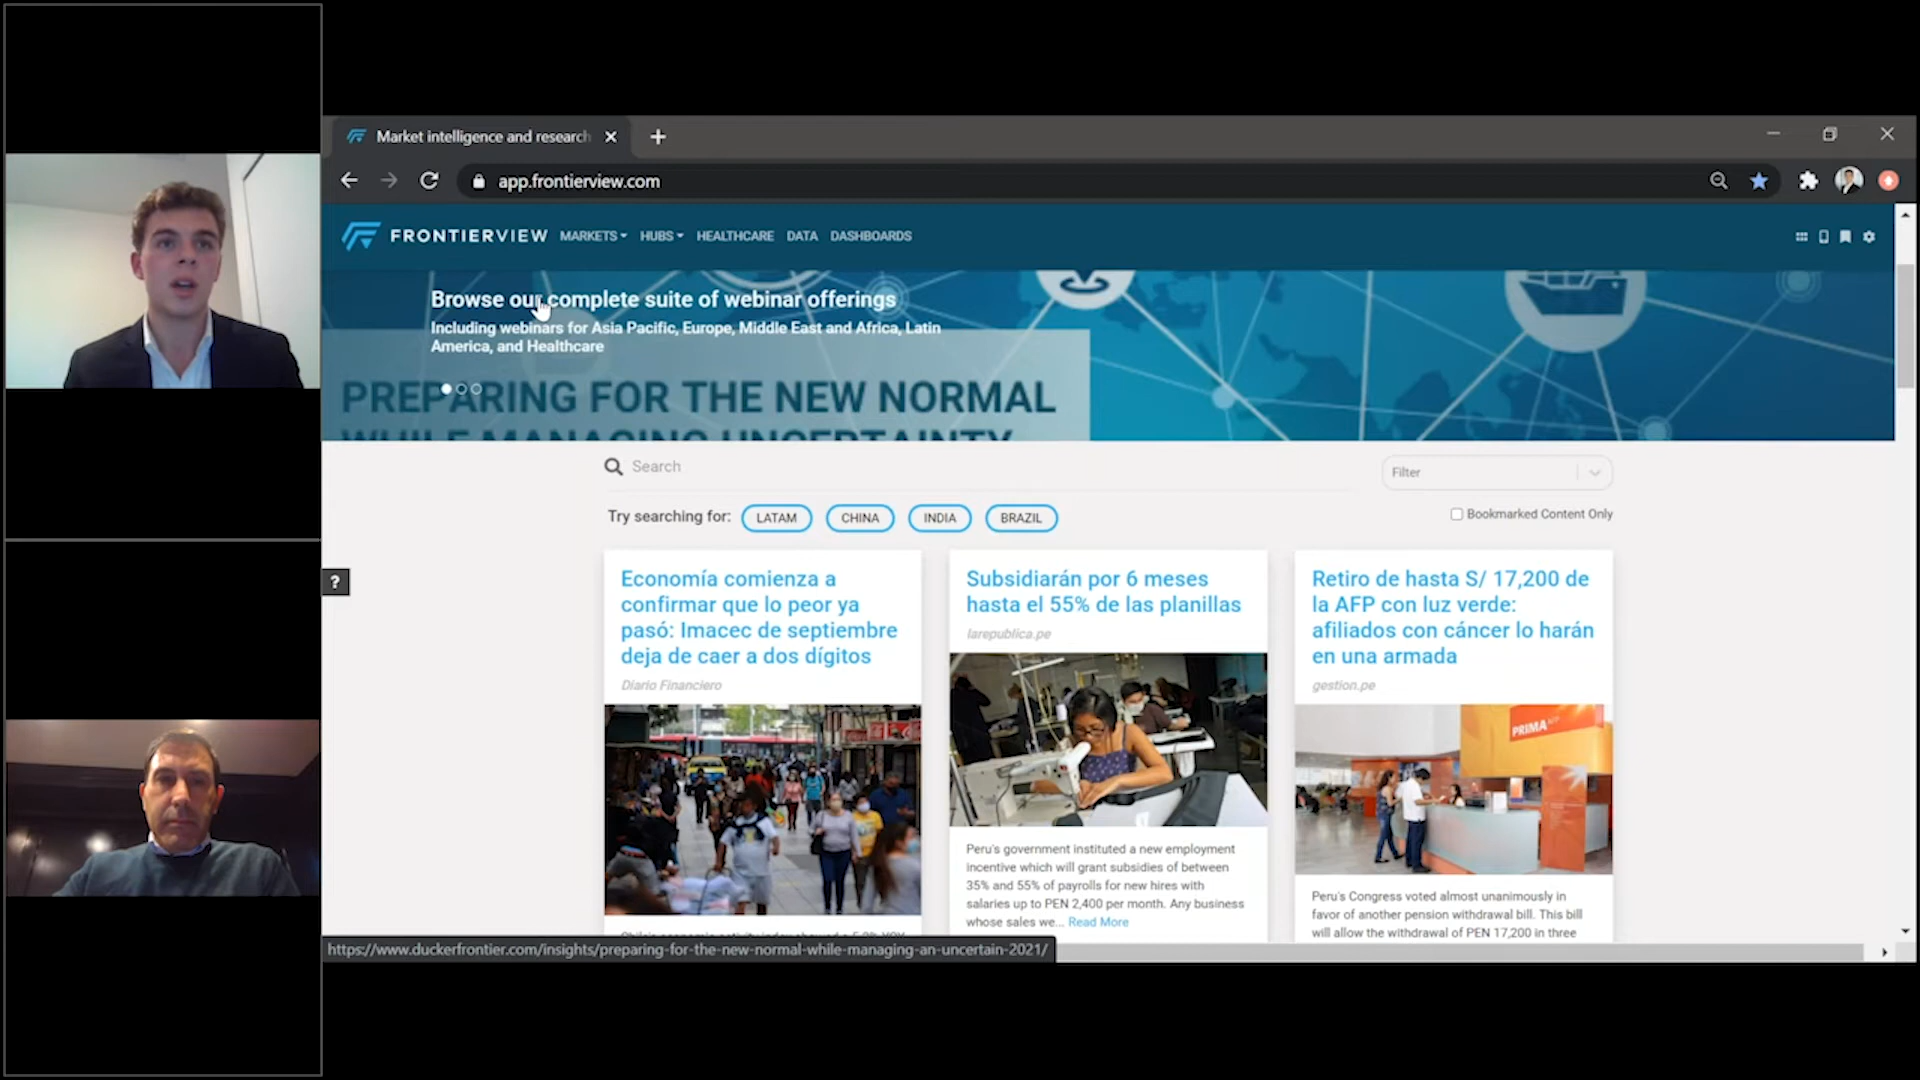 Market intelligence and research
app.frontierview.com
FRONTIERVIEW MARKETS HUBS HEALTHCARE DATA DASHBOARDS
Browse our complete suite of webinar offerings
Including webinars for Asia Pacific, Europe, Middle East and Africa, Latin
America, and Healthcare
PREPARING FOR THE NEW NORMAL
WHILE MANAGING UNCERTAINTY
Search
Filter
Try searching for: LATAM CHINA INDIA BRAZIL
Bookmarked Content Only
?
Economía comienza a
confirmar que lo peor ya
pasó: Imacec de septiembre
deja de caer a dos dígitos
Diario Financiero
Subsidiarán por 6 meses
hasta el 55% de las planillas
larepublica.pe
Peru's government instituted a new employment
incentive which will grant subsidies of between
35% and 55% of payrolls for new hires with
salaries up to PEN 2,400 per month. Any business
whose sales we... Read More
Retiro de hasta S/ 17,200 de
la AFP con luz verde:
afiliados con cáncer lo harán
en una armada
gestion.pe
PRIMA AFP
Peru's Congress voted almost unanimously in
favor of another pension withdrawal bill. This bill
will allow the withdrawal of PEN 17,200 in three
https://www.duckerfrontier.com/insights/preparing-for-the-new-normal-while-managing-an-uncertain-2021/